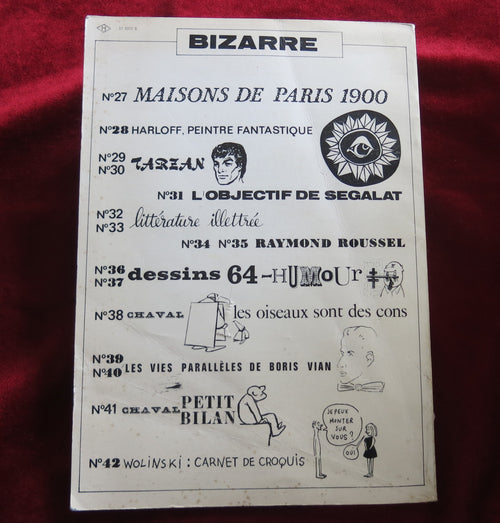 BIZARRE
N°27 MAISONS DE PARIS 1900
N°28 HARLOFF, PEINTRE FANTASTIQUE
N°29
N°30 TARZAN
N°31 L'OBJECTIF DE SEGALAT
N°32
N°33 littérature illettrée
N°34 N°35 RAYMOND ROUSSEL
N°36
N°37 dessins 64-HUMOUr
N°38 CHAVAL les oiseaux sont des cons
N°39
N°40 LES VIES PARALLÈLES DE BORIS VIAN
N°41 CHAVAL PETIT
BILAN
JE PEUX
MONTER
SUR
VOUS?
OUI
N°42 WOLINSKI : CARNET DE CROQUIS